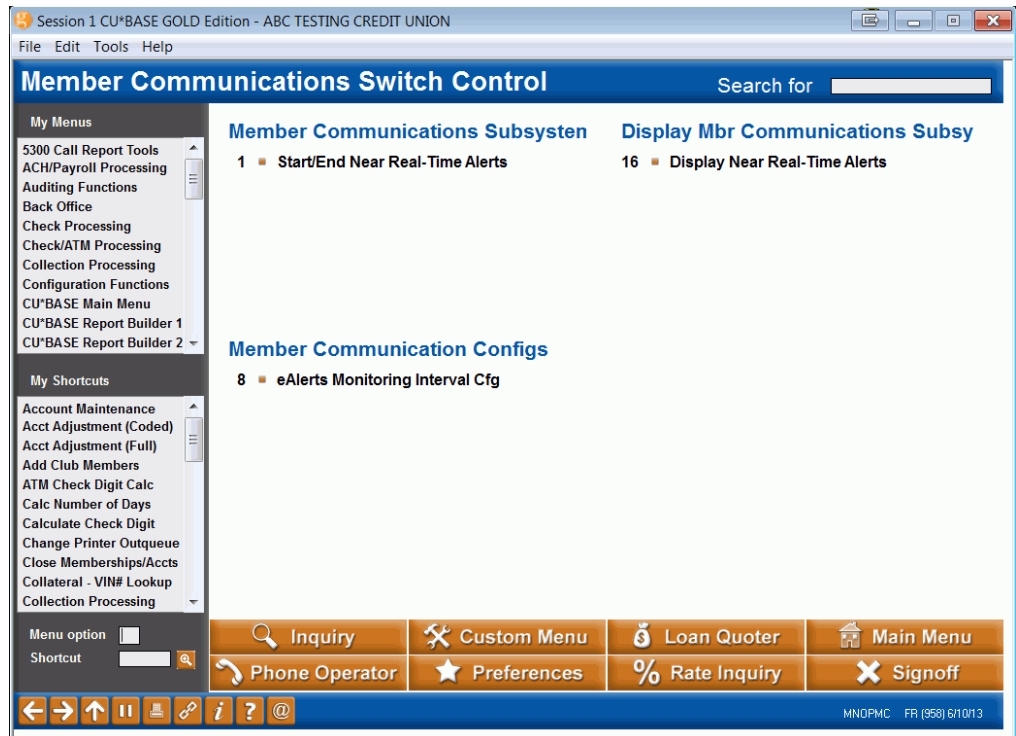 Session 1 CU*BASE GOLD Edition - ABC TESTING CREDIT UNION
File Edit Tools Help
Member Communications Switch Control
Search for
My Menus
5300 Call Report Tools
ACH/Payroll Processing
Auditing Functions
Back Office
Check Processing
Check/ATM Processing
Collection Processing
Configuration Functions
CU*BASE Main Menu
CU*BASE Report Builder 1
CU*BASE Report Builder 2
My Shortcuts
Account Maintenance
Acct Adjustment (Coded)
Acct Adjustment (Full)
Add Club Members
ATM Check Digit Calc
Calc Number of Days
Calculate Check Digit
Change Printer Outqueue
Close Memberships/Accts
Collateral - VIN# Lookup
Collection Processing
Menu option
Shortcut
Member Communications Subsysten
1 Start/End Near Real-Time Alerts
Display Mbr Communications Subsy
16 Display Near Real-Time Alerts
Member Communication Configs
8 eAlerts Monitoring Interval Cfg
Inquiry
Custom Menu
Loan Quoter
Main Menu
Phone Operator
Preferences
% Rate Inquiry
Signoff
i ? @
MNOPMC FR (958) 6/10/13